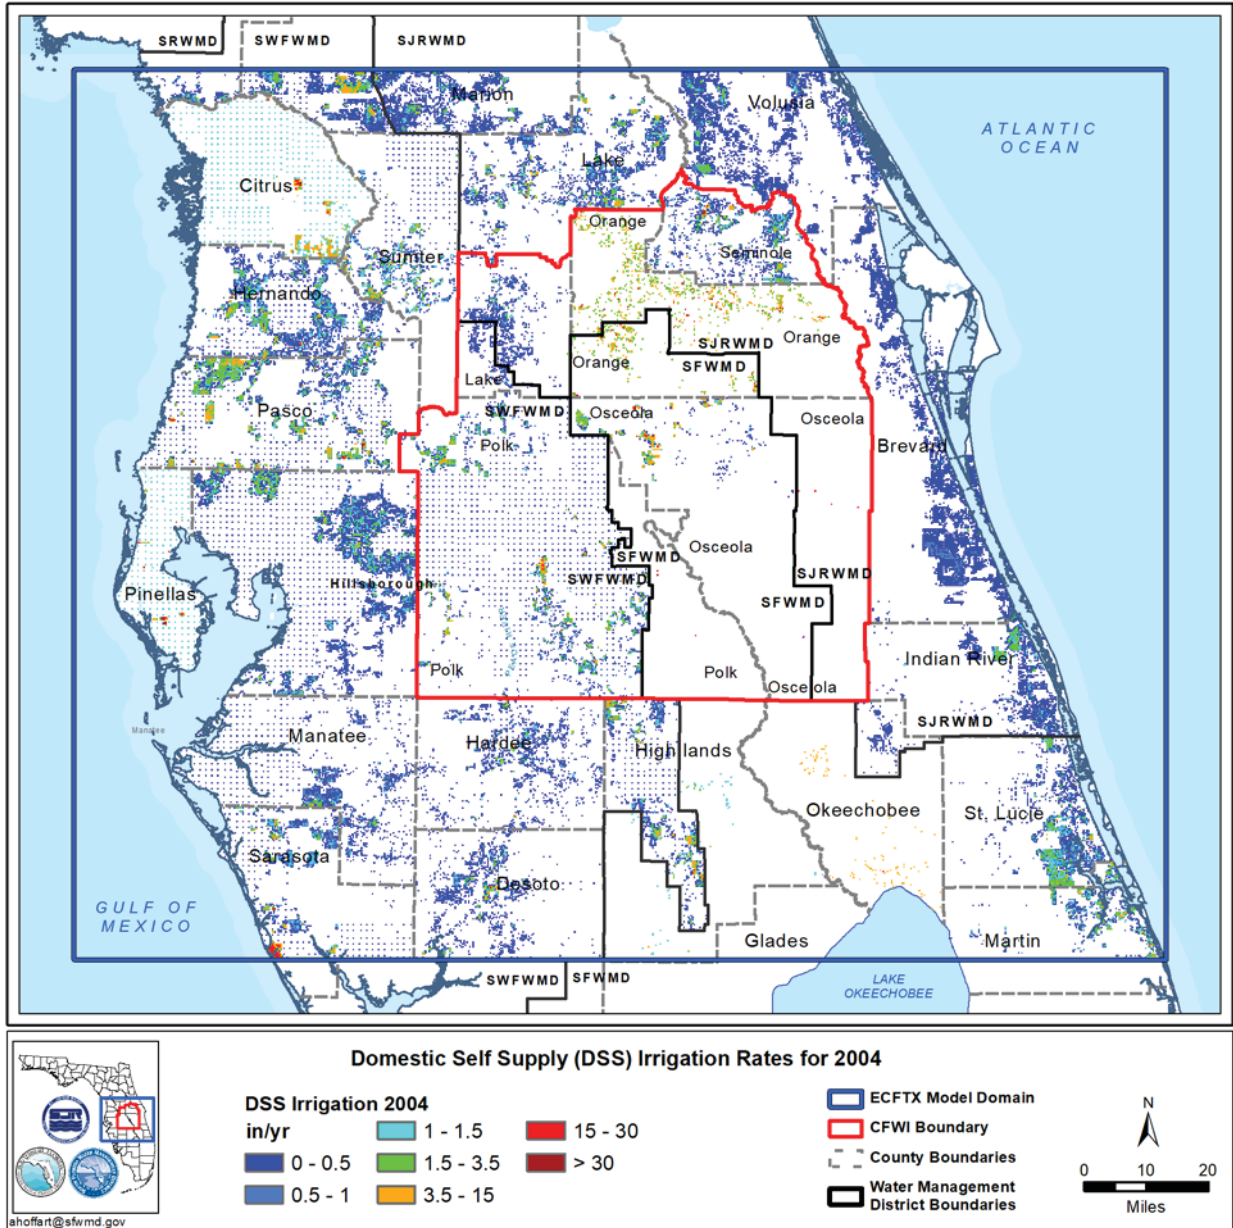 SRWMD
SWFWMD
SJRWMD
Marion
Volusia
ATLANTIC
OCEAN
Lake
Citrus
Orange
Sumter
Seminole
Hernando
SJRWMD
Orange
Orange
SFWMD
Lake
Pasco
SWFWMD
Osceola
Osceola
Polk
Brevard
Osceola
SFWMD
SWFWMD
SJRWMD
Hillsborough
Pinellas
SFWMD
Indian River
Polk
Polk
Osceola
SJRWMD
Manatee
Manatee
Hardee
Highlands
Okeechobee
St. Lucie
Sarasota
Desoto
GULF OF
MEXICO
Glades
Martin
SWFWMD
SFWMD
LAKE
OKEECHOBEE
Domestic Self Supply (DSS) Irrigation Rates for 2004
DSS Irrigation 2004
in/yr
0 - 0.5
0.5 - 1
1 - 1.5
1.5 - 3.5
3.5 - 15
15 - 30
> 30
ECFTX Model Domain
CFWI Boundary
County Boundaries
Water Management
District Boundaries
N
0 10 20
Miles
ahoffart@sfwmd.gov